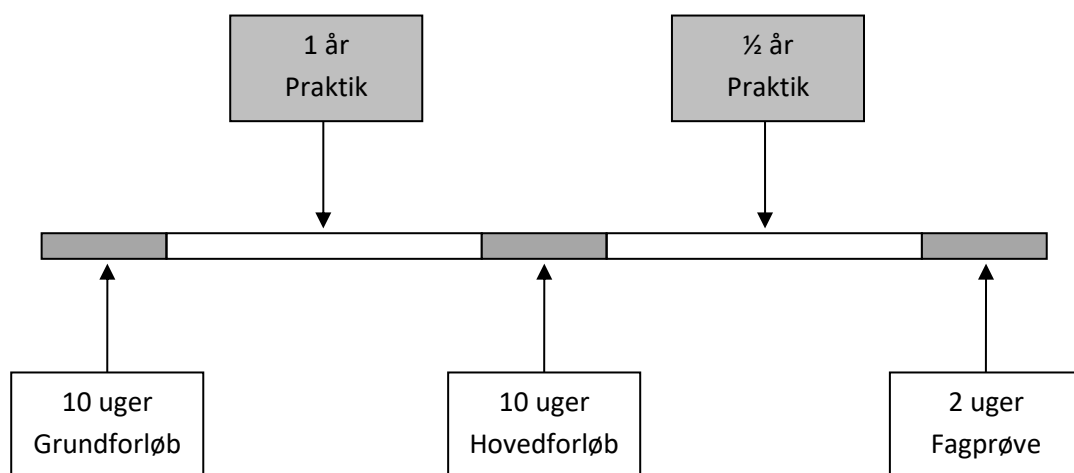 1 år
Praktik
½ år
Praktik
10 uger
Grundforløb
10 uger
Hovedforløb
2 uger
Fagprøve